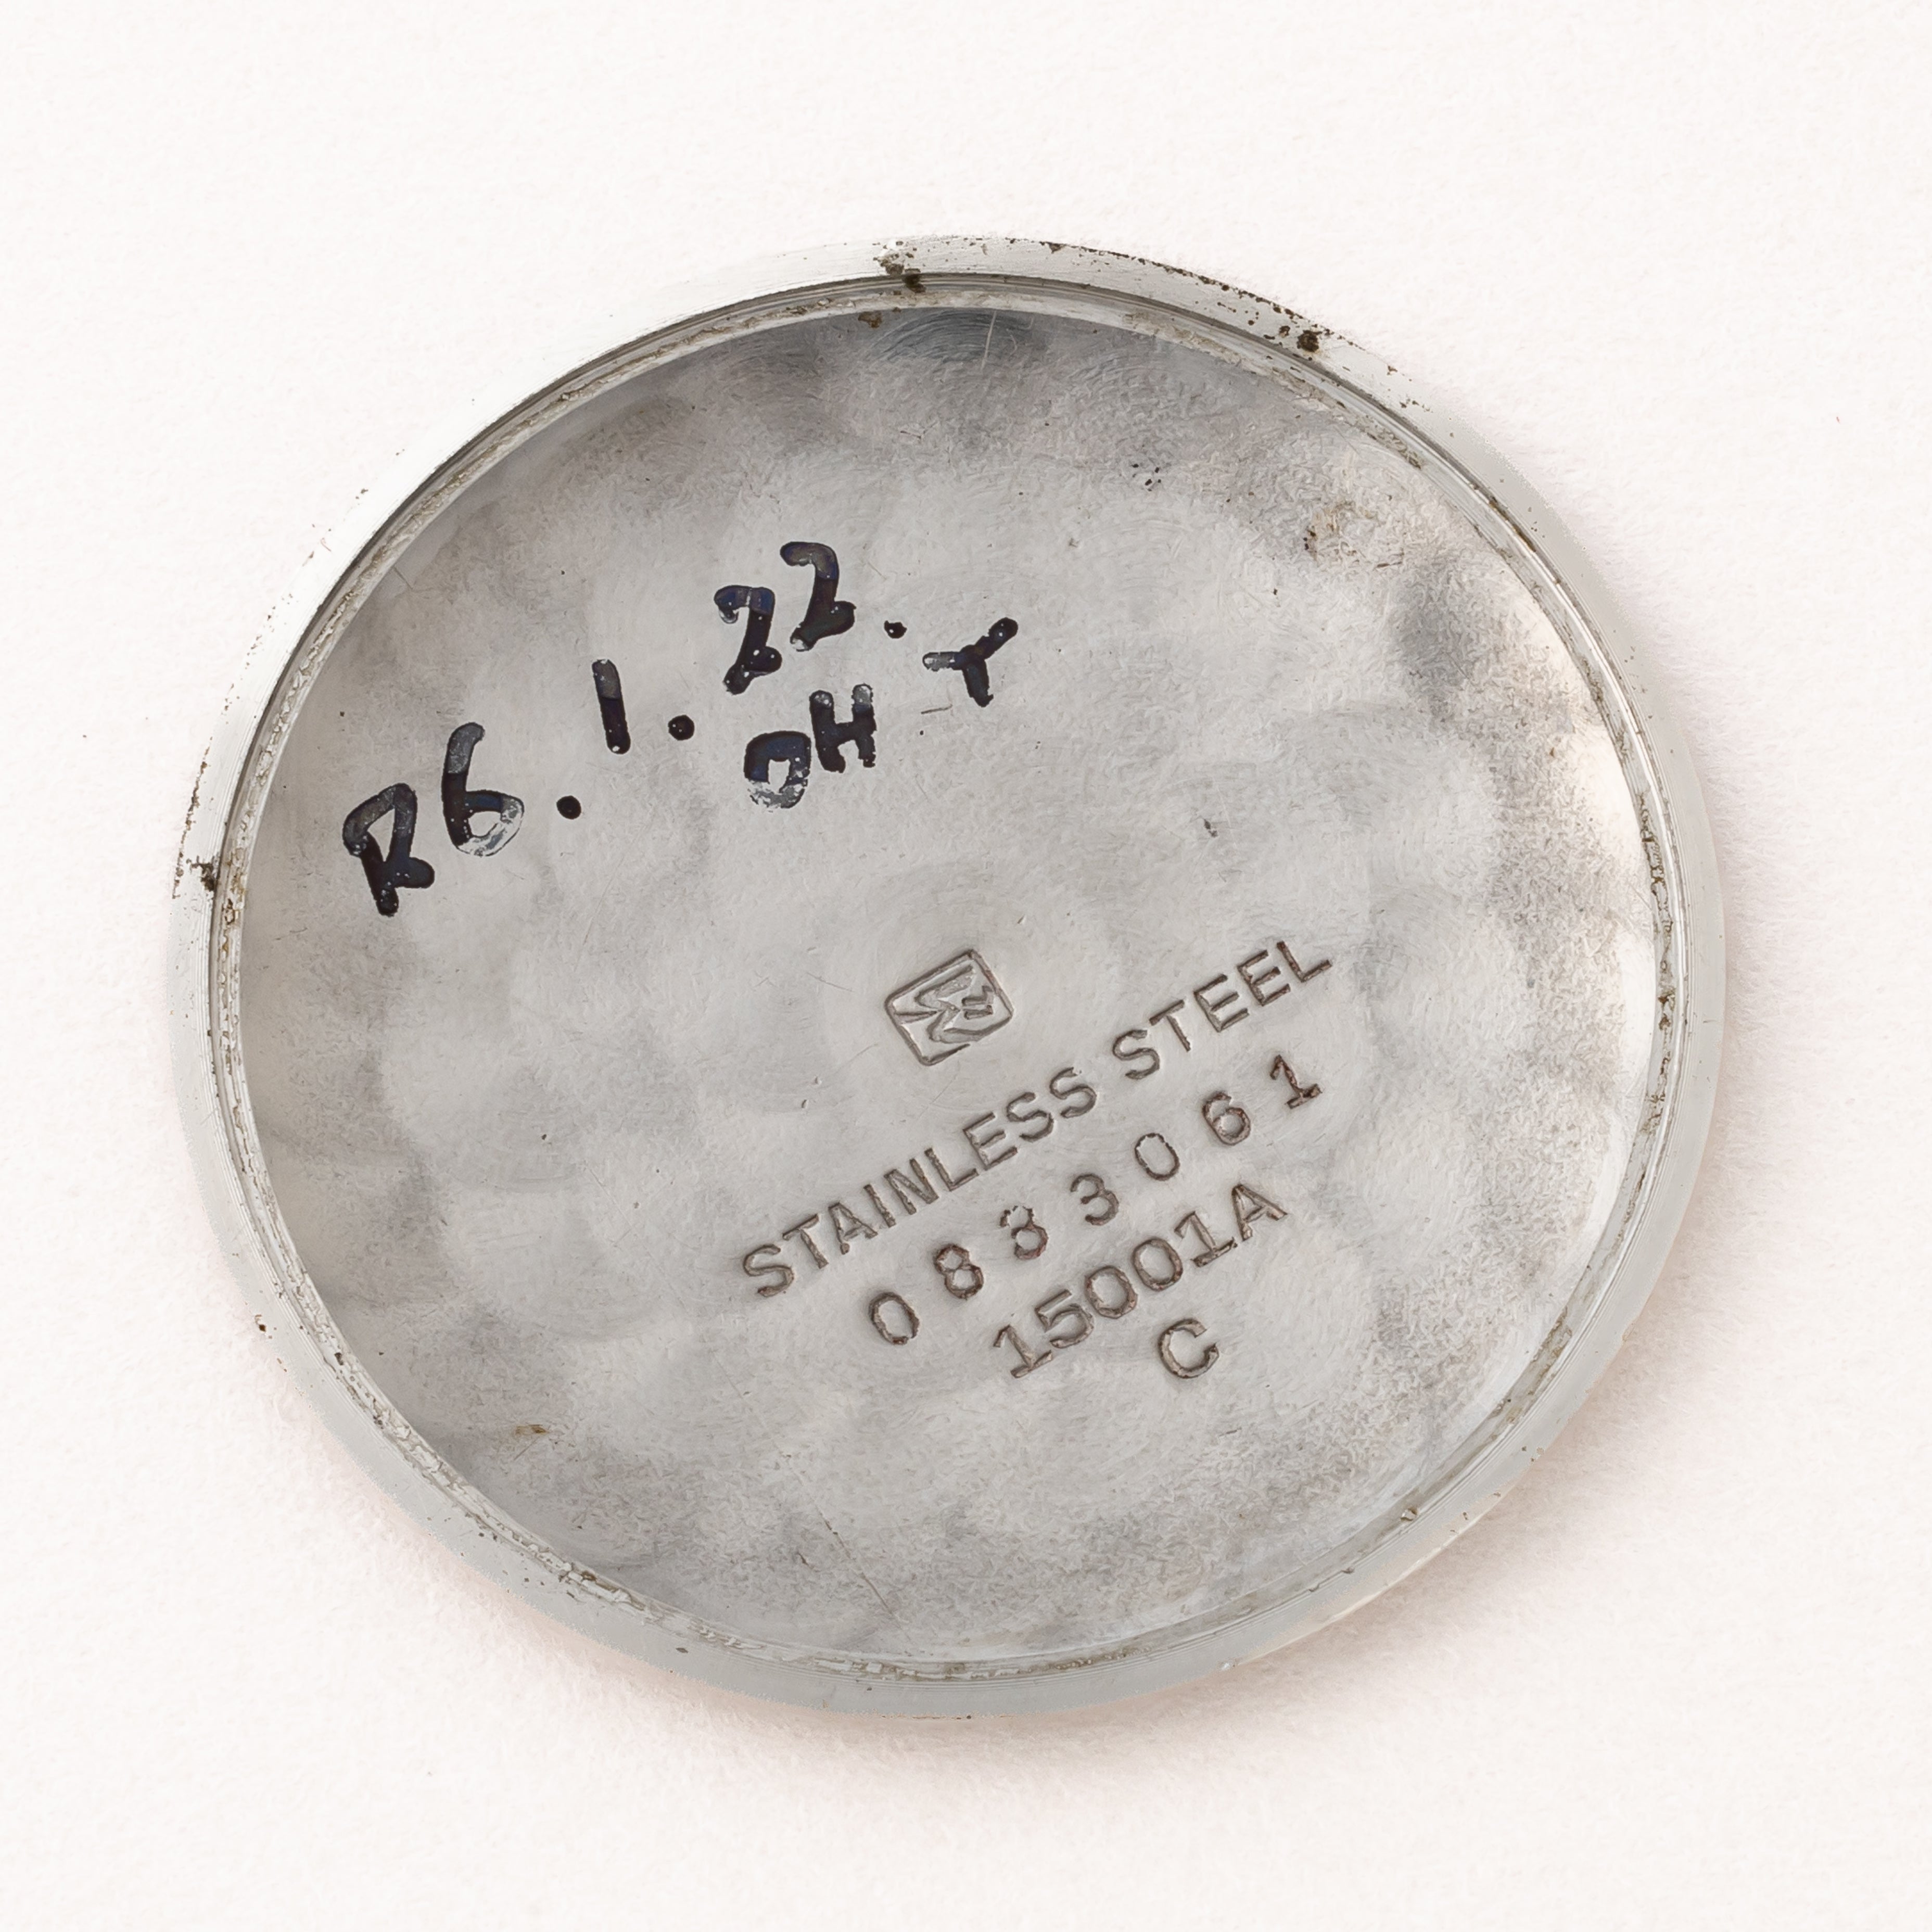 R6.1.22.
OH Y
STAINLESS STEEL
0833061
15001A
C